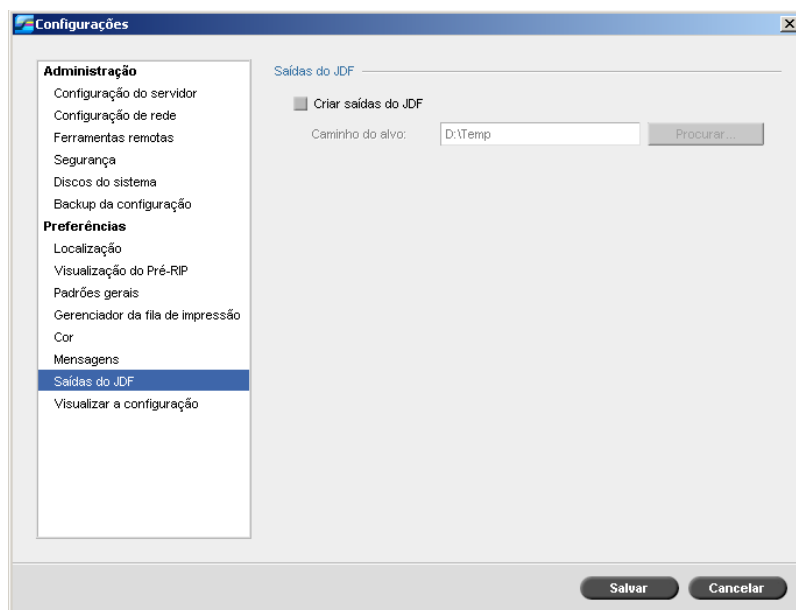 Configurações
Administração
Configuração do servidor
Configuração de rede
Ferramentas remotas
Segurança
Discos do sistema
Backup da configuração
Preferências
Localização
Visualização do Pré-RIP
Padrões gerais
Gerenciador da fila de impressão
Cor
Mensagens
Saídas do JDF
Visualizar a configuração
Saídas do JDF
Criar saídas do JDF
Caminho do alvo: D:\Temp Procurar...
Salvar Cancelar